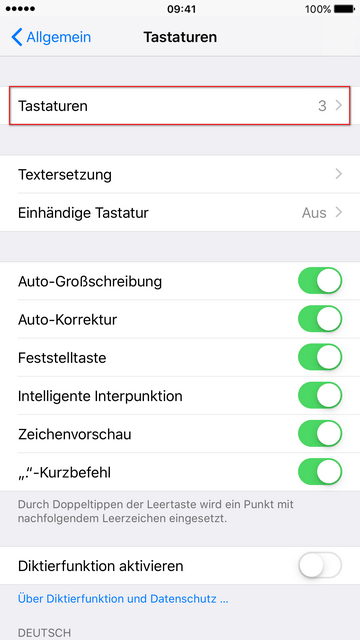 09:41
100%
Allgemein
Tastaturen
Tastaturen 3
Textersetzung
Einhändige Tastatur Aus
Auto-Großschreibung
Auto-Korrektur
Feststelltaste
Intelligente Interpunktion
Zeichenvorschau
„.“-Kurzbefehl
Durch Doppeltippen der Leertaste wird ein Punkt mit
nachfolgendem Leerzeichen eingesetzt.
Diktierfunktion aktivieren
Über Diktierfunktion und Datenschutz ...
DEUTSCH